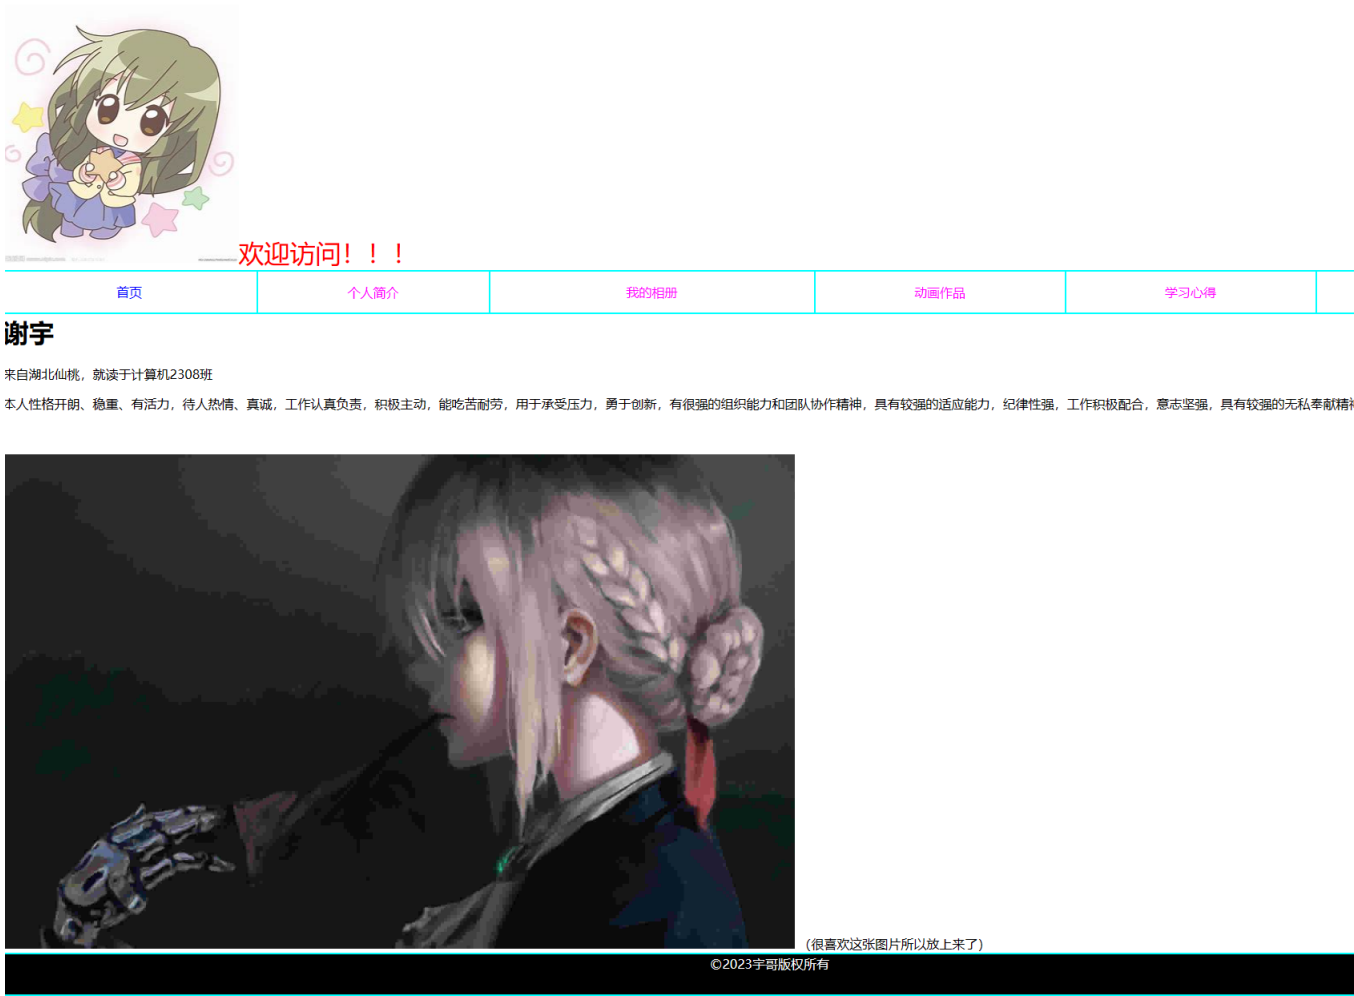 欢迎访问！！！
首页 个人简介 我的相册 动画作品 学习心得
谢宇
来自湖北仙桃，就读于计算机2308班
本人性格开朗、稳重、有活力，待人热情、真诚，工作认真负责，积极主动，能吃苦耐劳，用于承受压力，勇于创新，有很强的组织能力和团队协作精神，具有较强的适应能力，纪律性强，工作积极配合，意志坚强，具有较强的无私奉献精
（很喜欢这张图片所以放上来了）
©2023宇哥版权所有